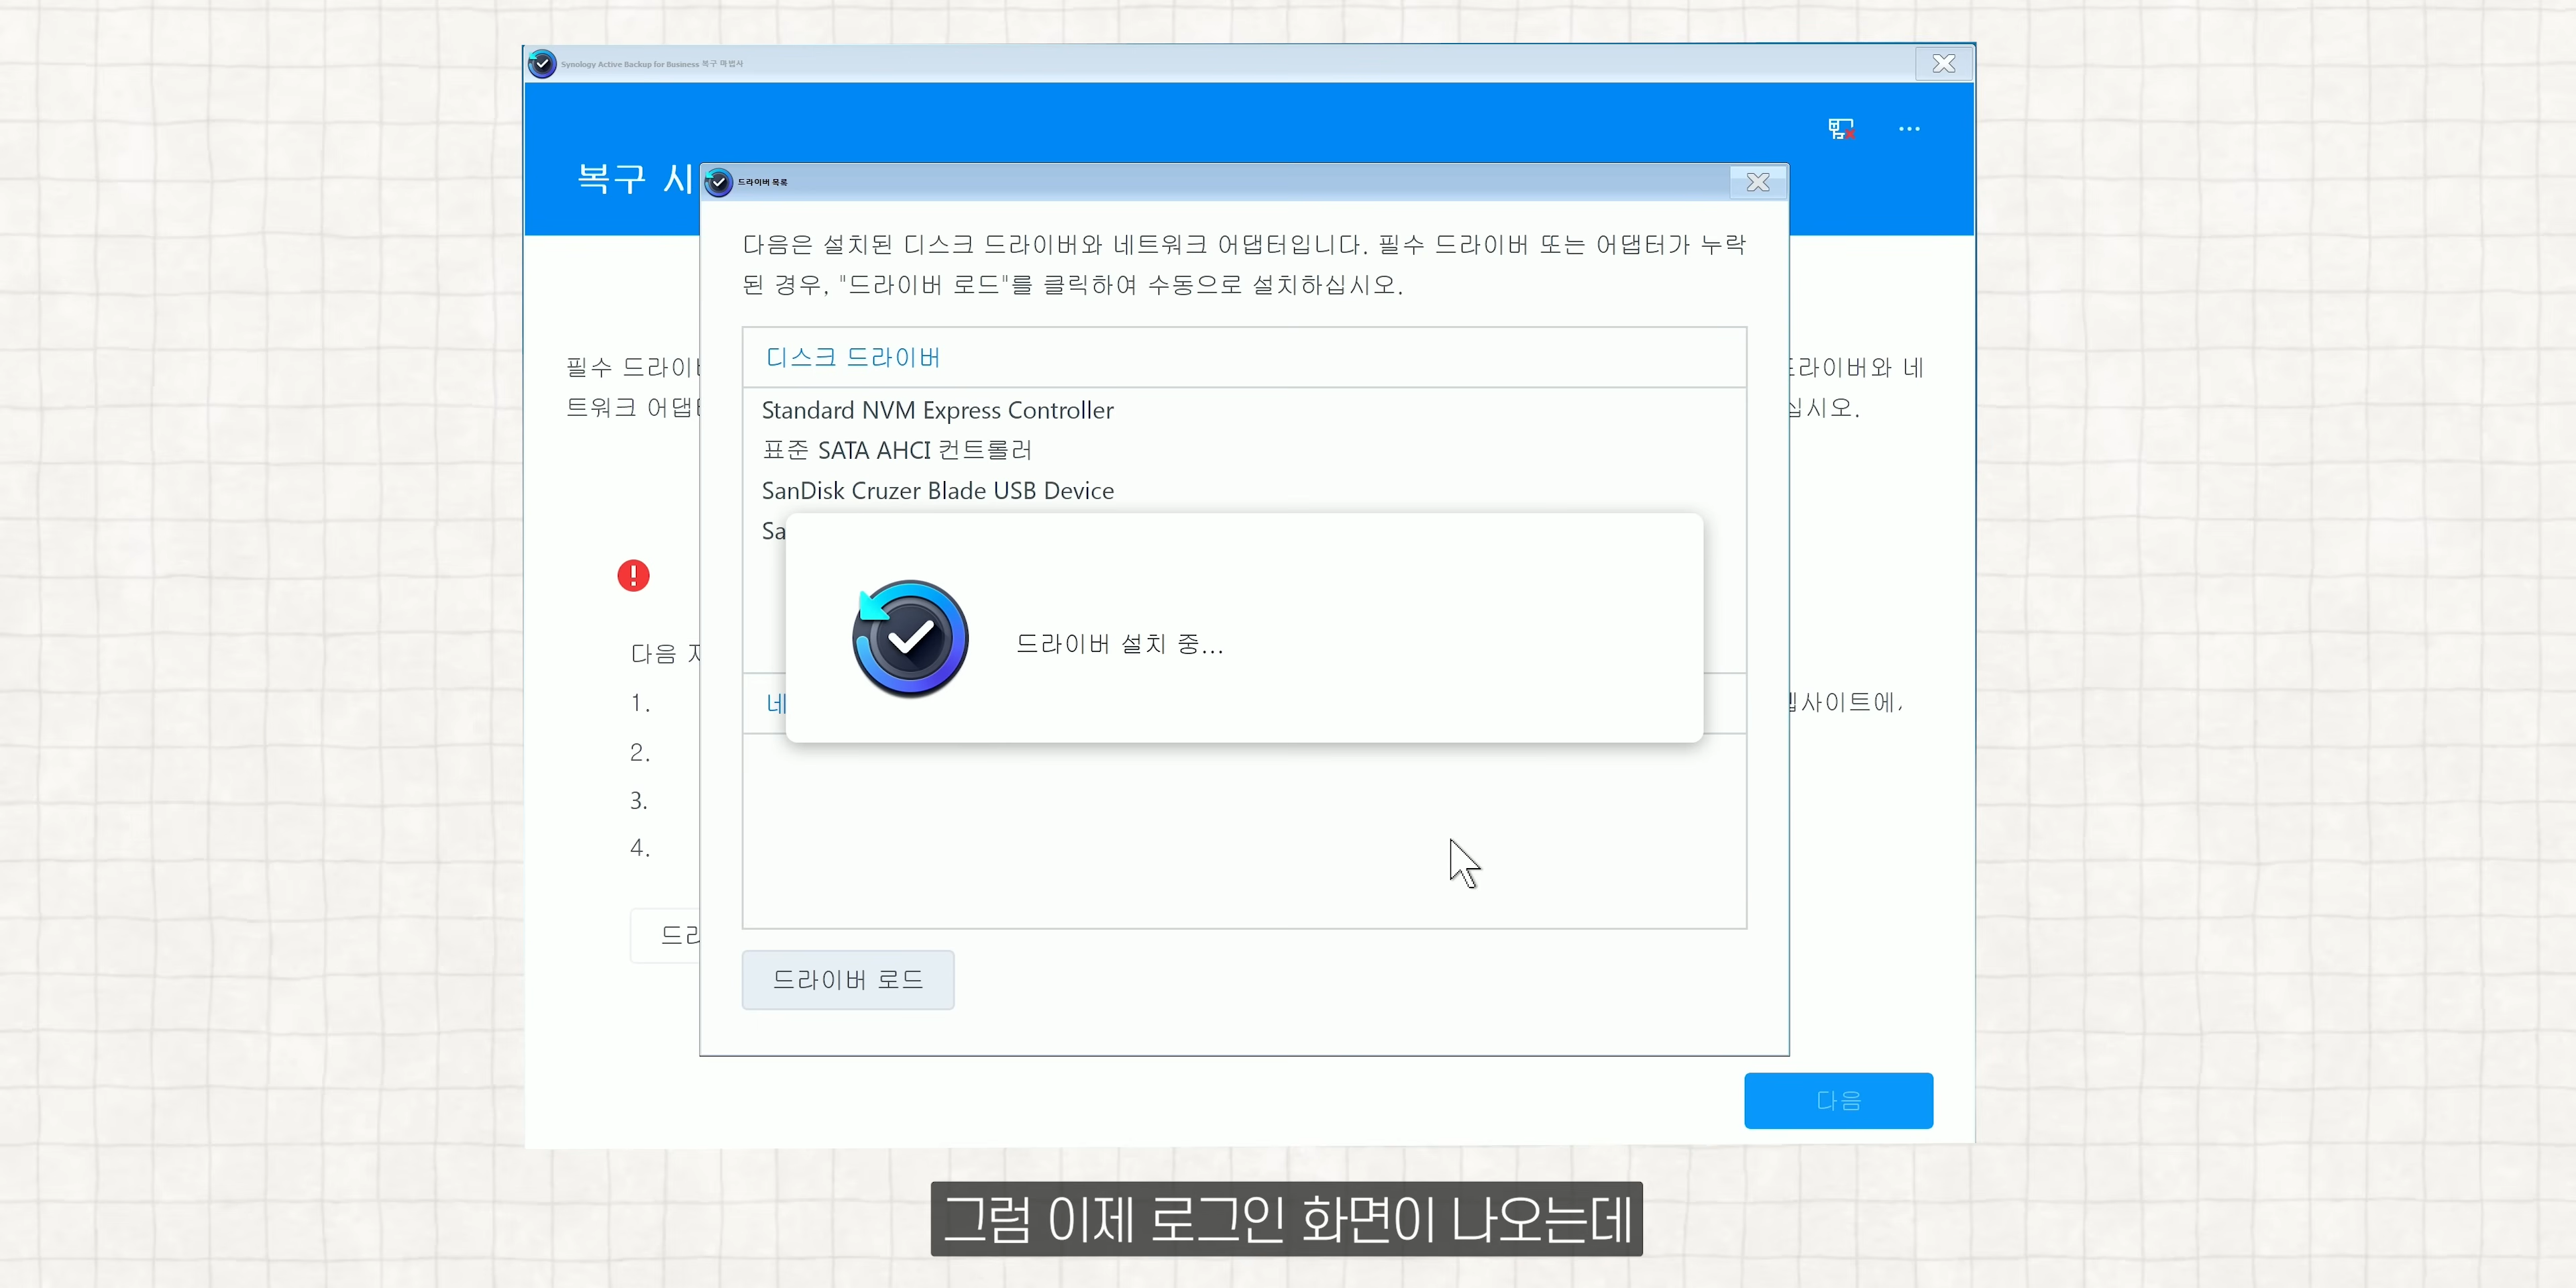 Synology Active Backup for Business 복구 마법사
복구 시
드라이버 목록
다음은 설치된 디스크 드라이버와 네트워크 어댑터입니다. 필수 드라이버 또는 어댑터가 누락
된 경우, "드라이버 로드"를 클릭하여 수동으로 설치하십시오.
필수 드라이
드라이버와 네
트워크 어댑
십시오.
디스크 드라이버
Standard NVM Express Controller
표준 SATA AHCI 컨트롤러
SanDisk Cruzer Blade USB Device
Sa
드라이버 설치 중...
다음
1.
네
웹사이트에,
2.
3.
4.
드라
드라이버 로드
다음
그럼 이제 로그인 화면이 나오는데